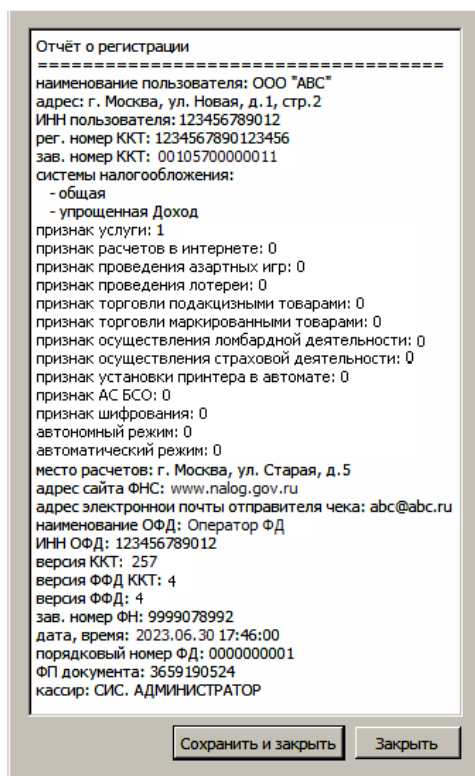 Отчёт о регистрации
=====================================
наименование пользователя: ООО "АВС"
адрес: г. Москва, ул. Новая, д.1, стр.2
ИНН пользователя: 123456789012
рег. номер ККТ: 1234567890123456
зав. номер ККТ: 00105700000011
системы налогообложения:
- общая
- упрощенная Доход
признак услуги: 1
признак расчетов в интернете: 0
признак проведения азартных игр: 0
признак проведения лотереи: 0
признак торговли подакцизными товарами: 0
признак торговли маркированными товарами: 0
признак осуществления ломбардной деятельности: 0
признак осуществления страховой деятельности: 0
признак установки принтера в автомате: 0
признак АС БСО: 0
признак шифрования: 0
автономный режим: 0
автоматический режим: 0
место расчетов: г. Москва, ул. Старая, д.5
адрес сайта ФНС: www.nalog.gov.ru
адрес электронной почты отправителя чека: abc@abc.ru
наименование ОФД: Оператор ФД
ИНН ОФД: 123456789012
версия ККТ: 257
версия ФФД ККТ: 4
версия ФФД: 4
зав. номер ФН: 9999078992
дата, время: 2023.06.30 17:46:00
порядковый номер ФД: 0000000001
ФП документа: 3659190524
кассир: СИС. АДМИНИСТРАТОР
Сохранить и закрыть
Закрыть